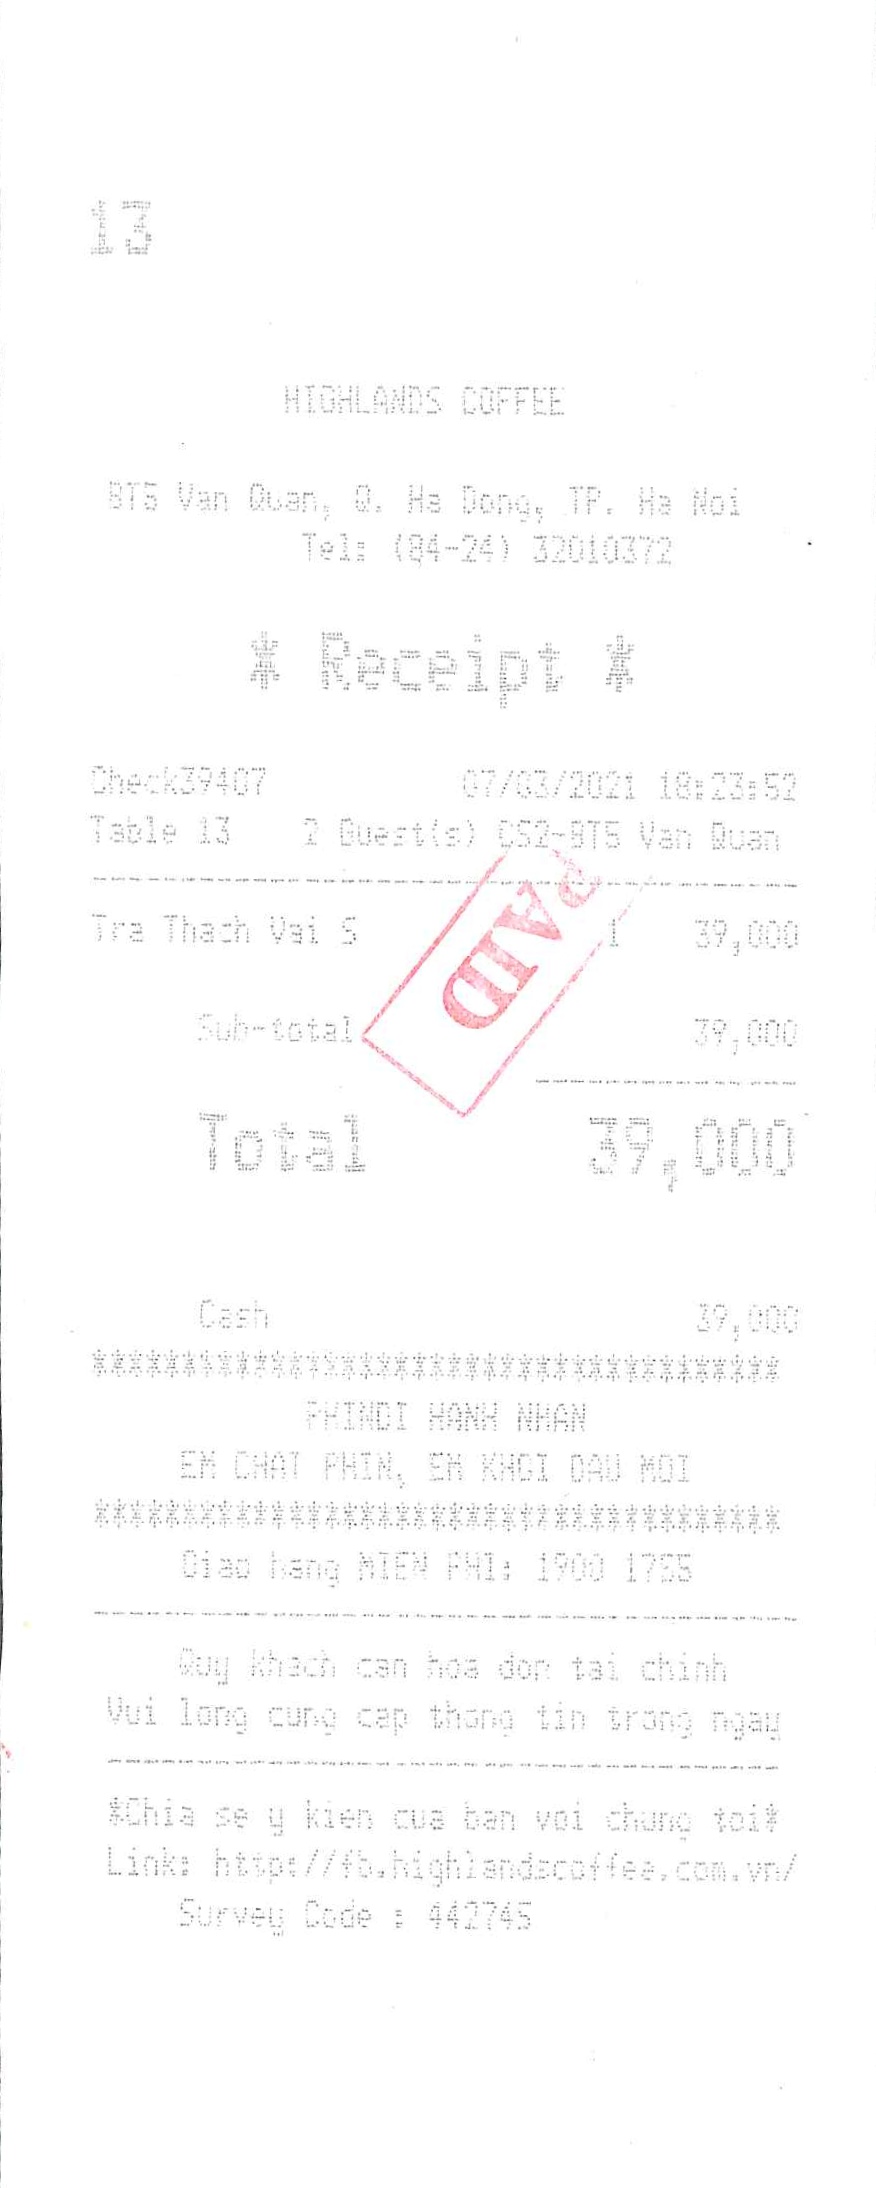 13
HIGHLANDS COFFEE
BT5 Van Quan, Q. Ha Dong, TP. Ha Noi
Tel: (84-24) 32010372
* Receipt *
Check39407 07/03/2021 18:23:52
Table 13 2 Guest(s) CS2-BT5 Van Quan
Tra Thach Vai S 1 39,000
PAID
Sub-total 39,000
Total 39,000
Cash 39,000
***************************************
PHINDI HANH NHAN
EM CHAT PHIN, EM KHOI DAU MOI
***************************************
Giao hang MIEN PHI: 1900 1755
Quy khach can hoa don tai chinh
Vui long cung cap thong tin trong ngay
*Chia se y kien cua ban voi chung toi*
Link: http://fb.highlandscoffee.com.vn/
Survey Code : 442745